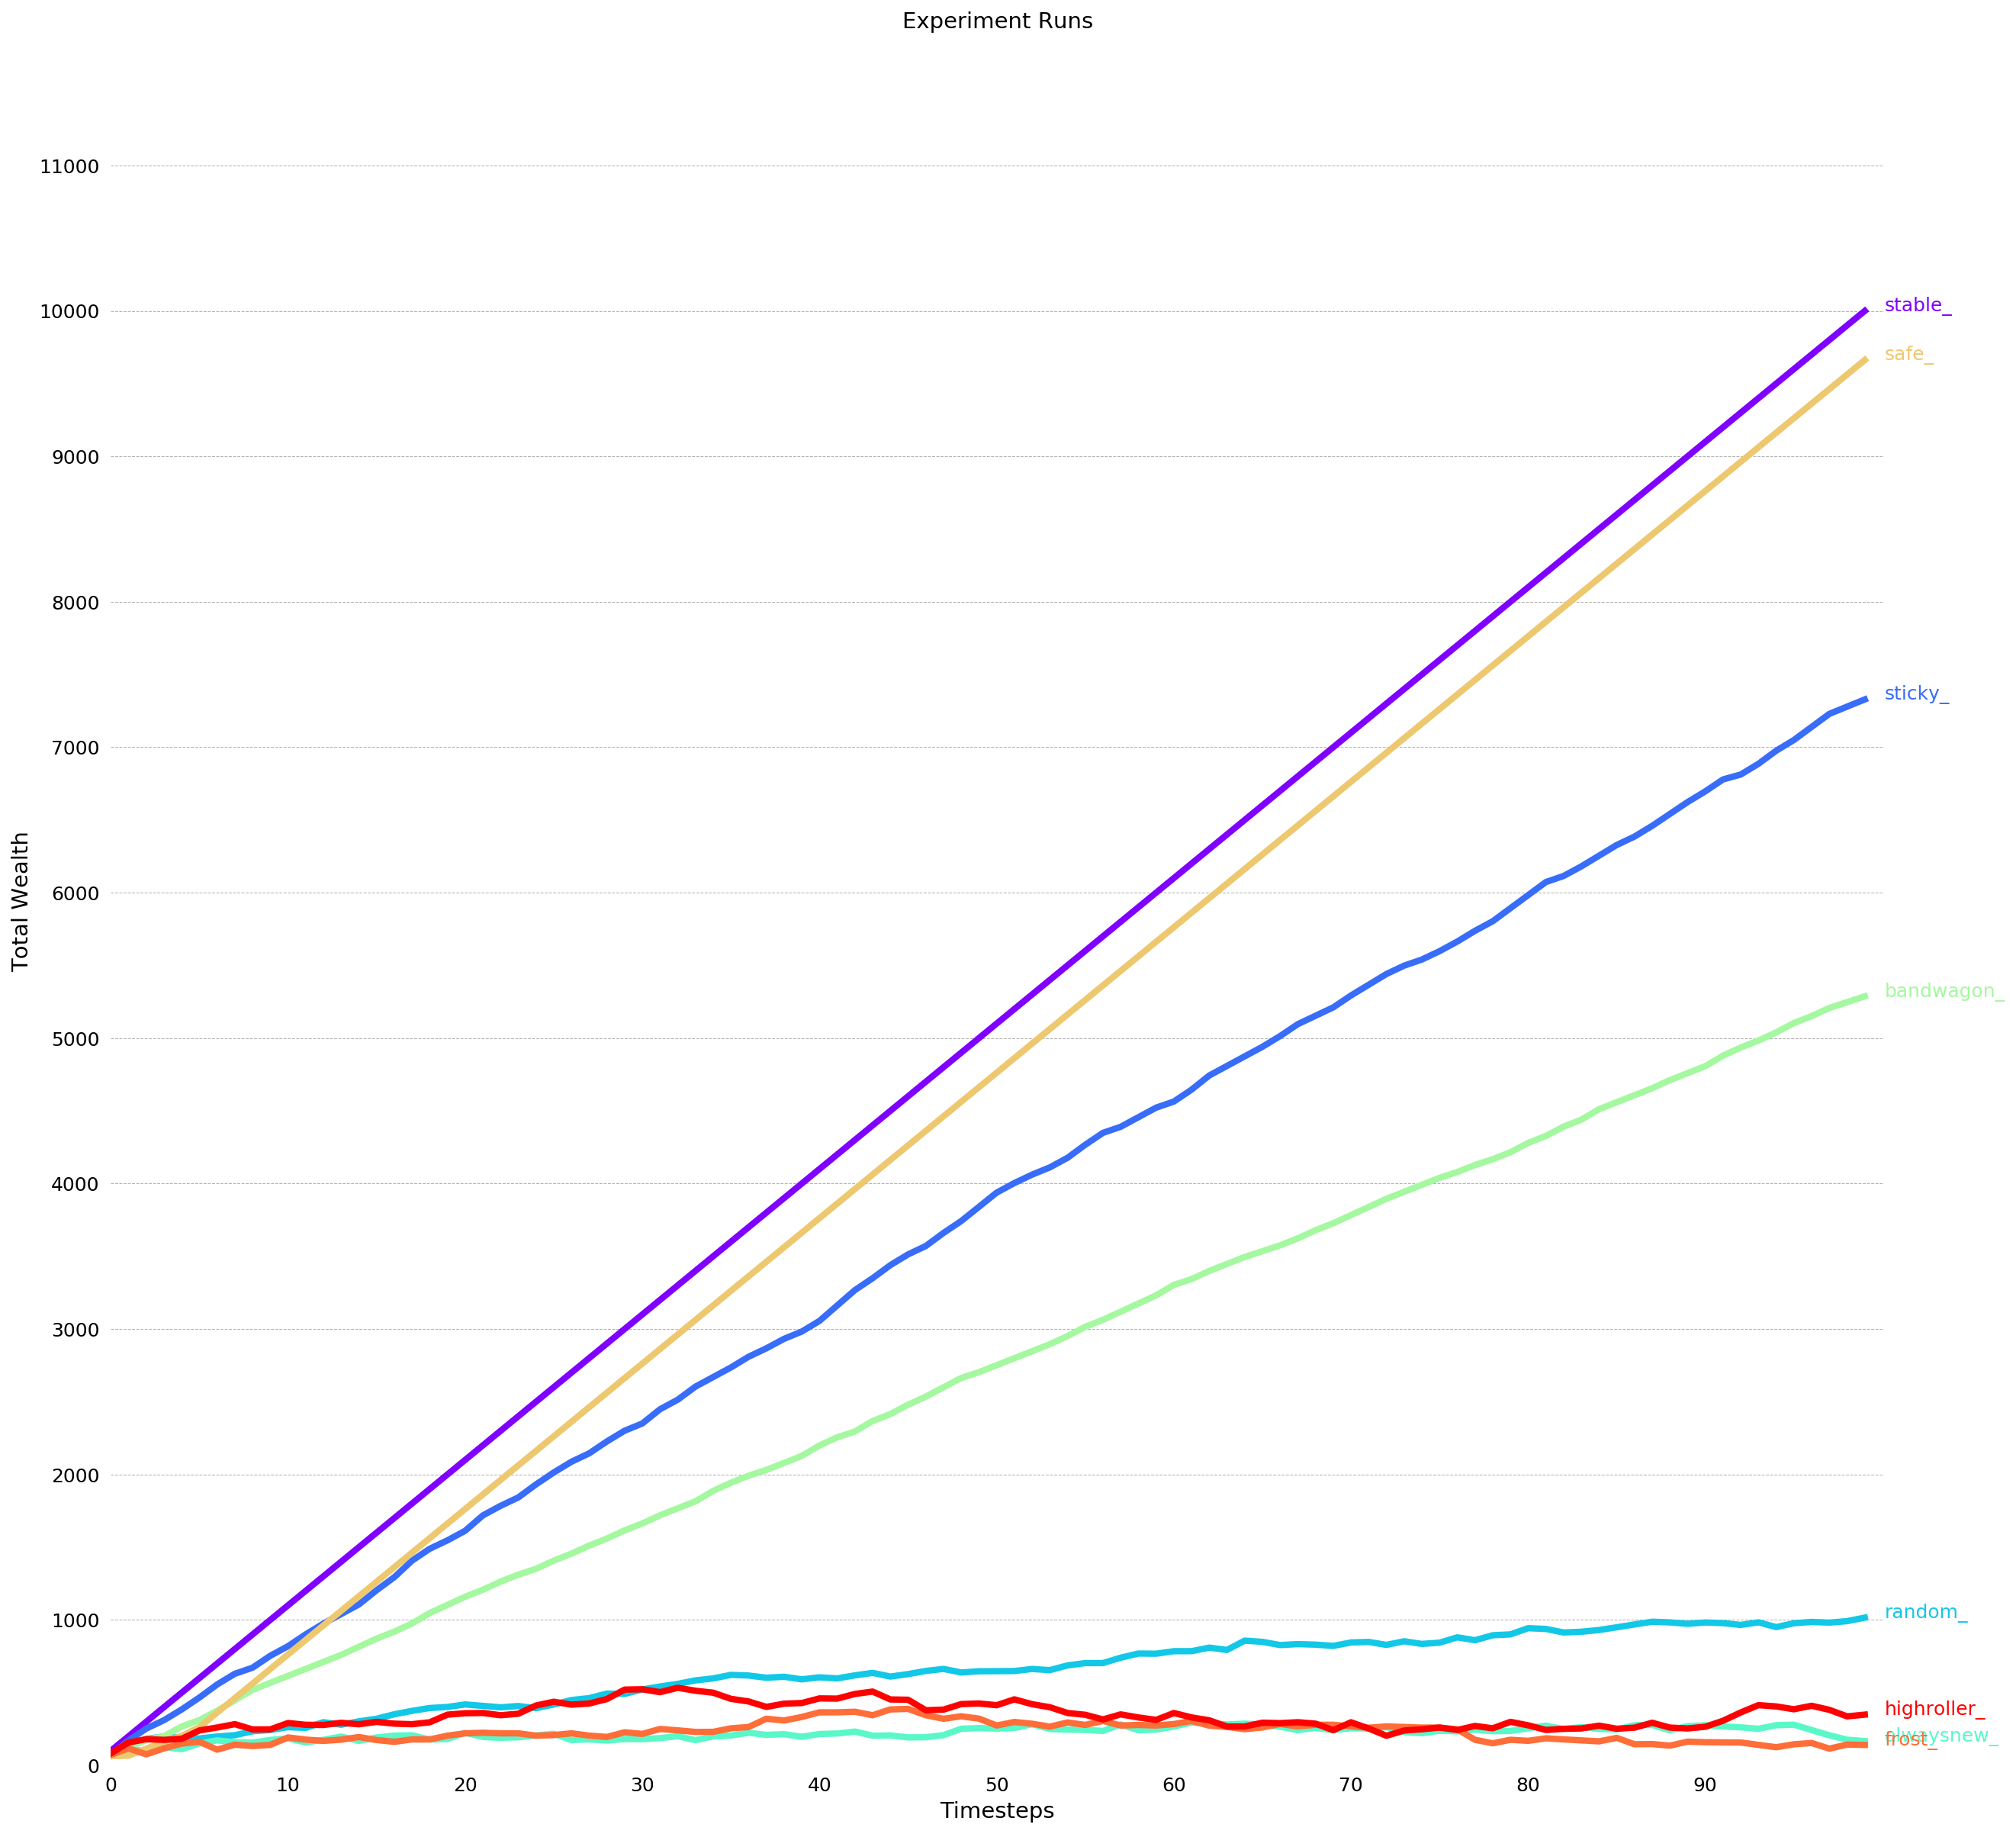 Experiment Runs
11000
10000
9000
8000
7000
6000
5000
4000
3000
2000
1000
0
Total Wealth
stable_
safe_
sticky_
bandwagon_
random_
highroller_
alwaysnew_
frost_
0 10 20 30 40 50 60 70 80 90
Timesteps